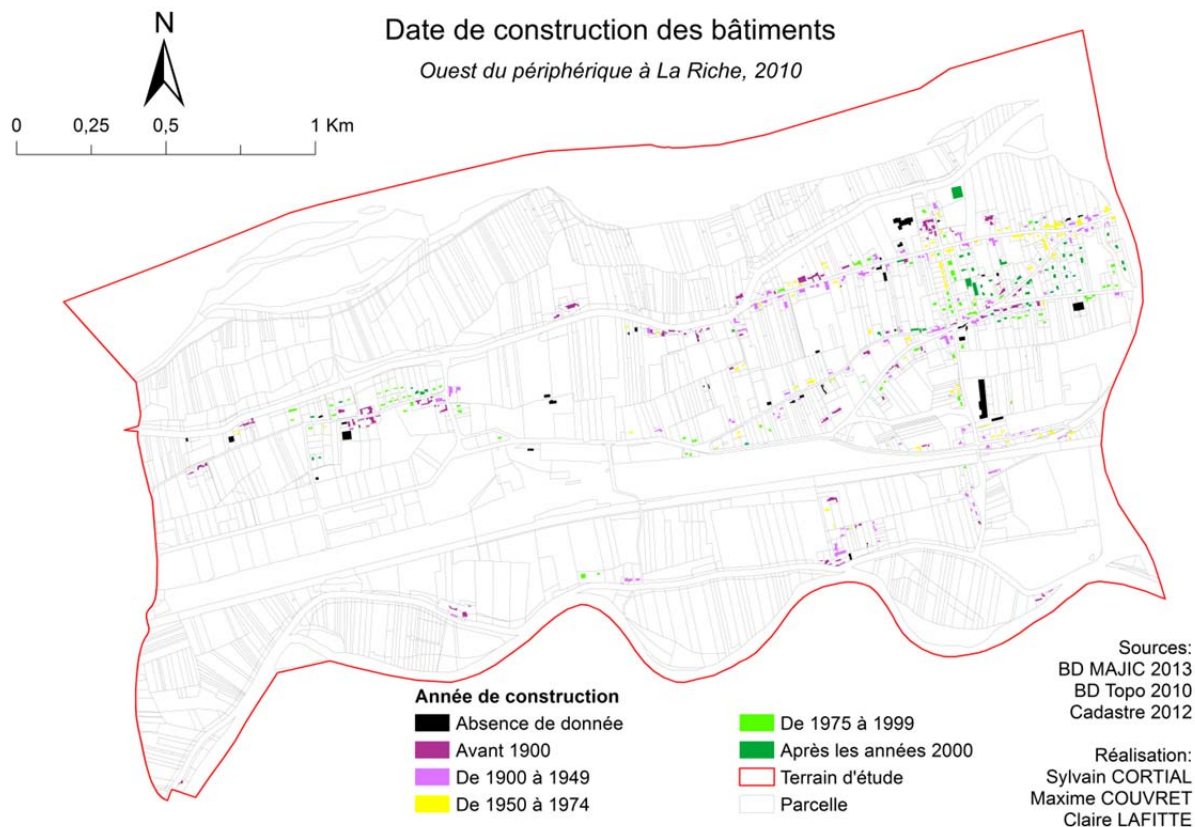 N
Date de construction des bâtiments
Ouest du périphérique à La Riche, 2010
0 0,25 0,5 1 Km
Année de construction
Absence de donnée
Avant 1900
De 1900 à 1949
De 1950 à 1974
De 1975 à 1999
Après les années 2000
Terrain d'étude
Parcelle
Sources:
BD MAJIC 2013
BD Topo 2010
Cadastre 2012
Réalisation:
Sylvain CORTIAL
Maxime COUVRET
Claire LAFITTE